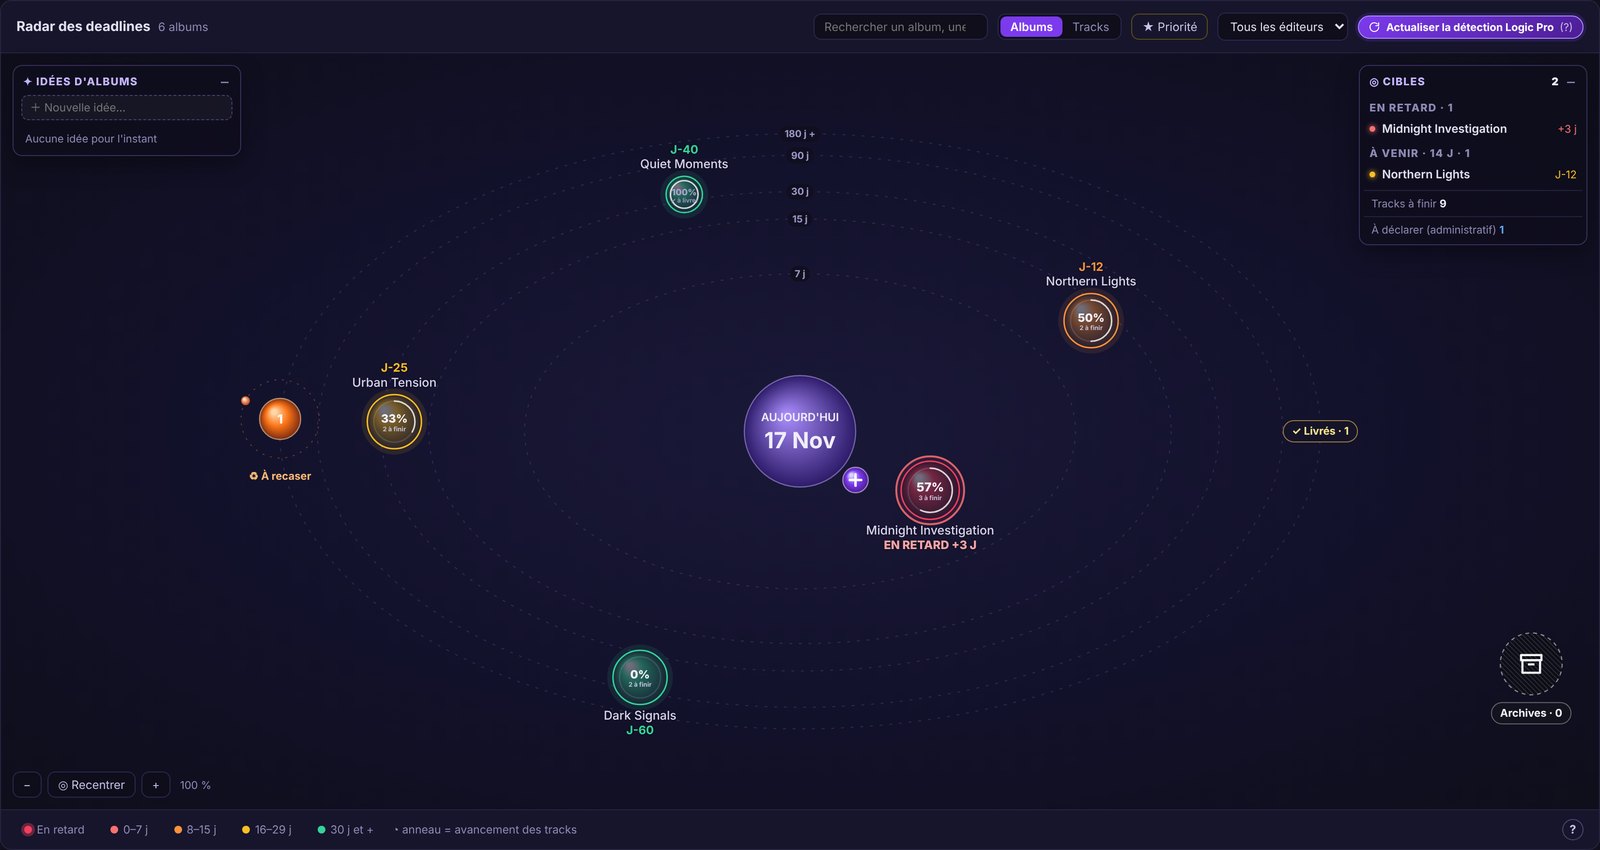 Radar des deadlines 6 albums
Rechercher un album, une
Albums Tracks
★ Priorité
Tous les éditeurs
Actualiser la détection Logic Pro (?)
✦ IDÉES D'ALBUMS –
+ Nouvelle idée...
Aucune idée pour l'instant
◎ CIBLES 2 –
EN RETARD · 1
Midnight Investigation +3 j
À VENIR · 14 J · 1
Northern Lights J-12
Tracks à finir 9
À déclarer (administratif) 1
180 j +
90 j
30 j
15 j
7 j
J-40
Quiet Moments
100%
J-12
Northern Lights
50%
2 à finir
J-25
Urban Tension
33%
2 à finir
1
♻ À recaser
AUJOURD'HUI
17 Nov
+
57%
3 à finir
Midnight Investigation
EN RETARD +3 J
✓ Livrés · 1
0%
2 à finir
Dark Signals
J-60
Archives · 0
– ◎ Recentrer + 100 %
En retard 0–7 j 8–15 j 16–29 j 30 j et + · anneau = avancement des tracks
?